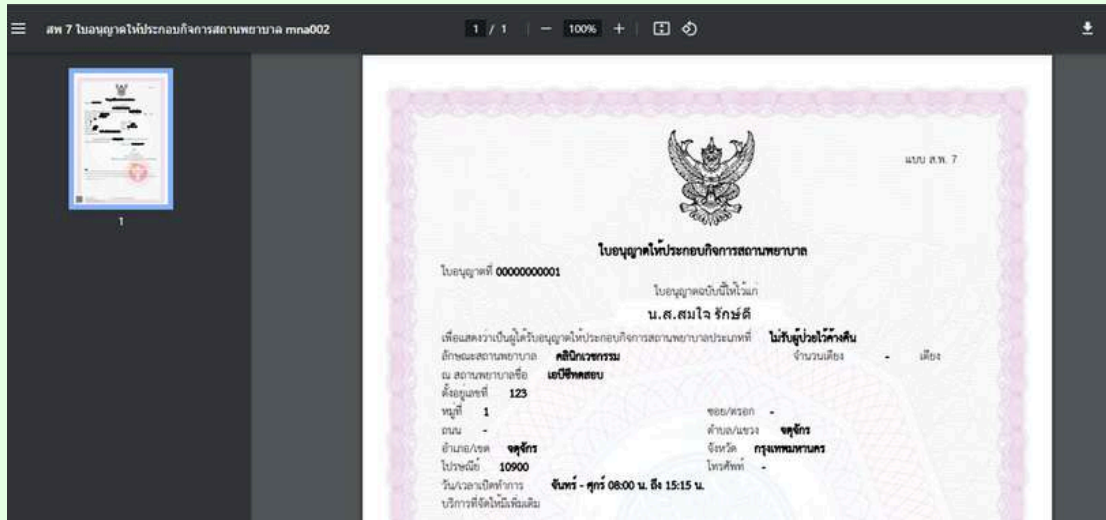 สพ 7 ใบอนุญาตให้ประกอบกิจการสถานพยาบาล mna002
1 / 1
100%
1
แบบ ส.พ. 7
ใบอนุญาตให้ประกอบกิจการสถานพยาบาล
ใบอนุญาตที่ 00000000001
ใบอนุญาตฉบับนี้ให้ไว้แก่
น.ส.สมใจ รักษ์ดี
เพื่อแสดงว่าเป็นผู้ได้รับอนุญาตให้ประกอบกิจการสถานพยาบาลประเภทที่ ไม่รับผู้ป่วยไว้ค้างคืน
ลักษณะสถานพยาบาล คลินิกเวชกรรม จำนวนเตียง - เตียง
ณ สถานพยาบาลชื่อ เอบีซีทดสอบ
ตั้งอยู่เลขที่ 123
หมู่ที่ 1 ซอย/ตรอก -
ถนน - ตำบล/แขวง จตุจักร
อำเภอ/เขต จตุจักร จังหวัด กรุงเทพมหานคร
ไปรษณีย์ 10900 โทรศัพท์ -
วัน/เวลาเปิดทำการ จันทร์ - ศุกร์ 08:00 น. ถึง 15:15 น.
บริการที่จัดให้มีเพิ่มเติม